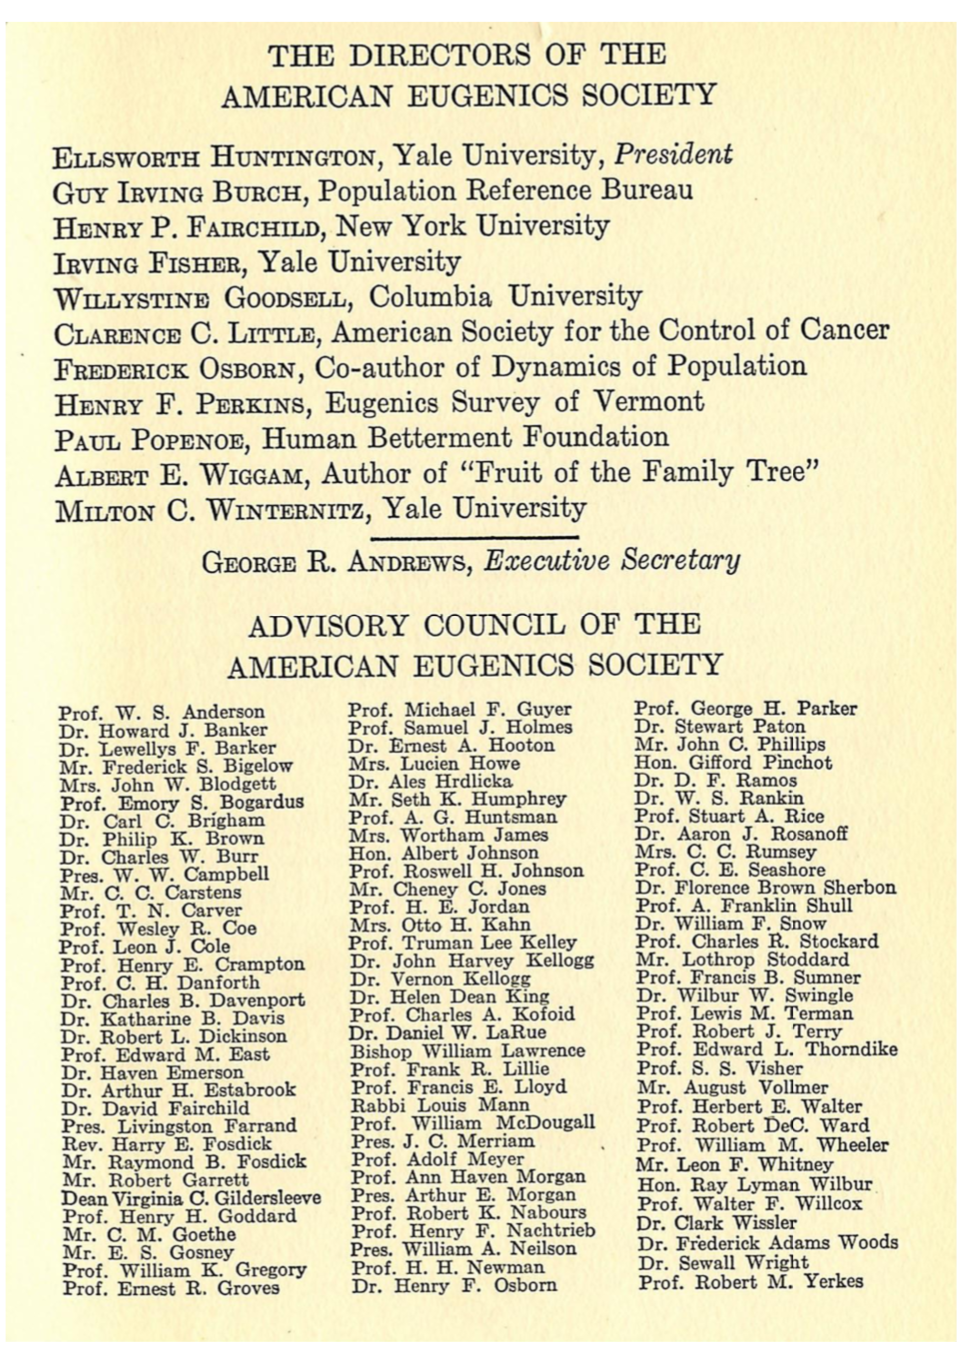 THE DIRECTORS OF THE
AMERICAN EUGENICS SOCIETY
ELLSWORTH HUNTINGTON, Yale University, President
GUY IRVING BURCH, Population Reference Bureau
HENRY P. FAIRCHILD, New York University
IRVING FISHER, Yale University
WILLYSTINE GOODSELL, Columbia University
CLARENCE C. LITTLE, American Society for the Control of Cancer
FREDERICK OSBORN, Co-author of Dynamics of Population
HENRY F. PERKINS, Eugenics Survey of Vermont
PAUL POPENOE, Human Betterment Foundation
ALBERT E. WIGGAM, Author of “Fruit of the Family Tree”
MILTON C. WINTERNITZ, Yale University
GEORGE R. ANDREWS, Executive Secretary
ADVISORY COUNCIL OF THE
AMERICAN EUGENICS SOCIETY
Prof. W. S. Anderson
Dr. Howard J. Banker
Dr. Lewellys F. Barker
Mr. Frederick S. Bigelow
Mrs. John W. Blodgett
Prof. Emory S. Bogardus
Dr. Carl C. Brigham
Dr. Philip K. Brown
Dr. Charles W. Burr
Pres. W. W. Campbell
Mr. C. C. Carstens
Prof. T. N. Carver
Prof. Wesley R. Coe
Prof. Leon J. Cole
Prof. Henry E. Crampton
Prof. C. H. Danforth
Dr. Charles B. Davenport
Dr. Katharine B. Davis
Dr. Robert L. Dickinson
Prof. Edward M. East
Dr. Haven Emerson
Dr. Arthur H. Estabrook
Dr. David Fairchild
Pres. Livingston Farrand
Rev. Harry E. Fosdick
Mr. Raymond B. Fosdick
Mr. Robert Garrett
Dean Virginia C. Gildersleeve
Prof. Henry H. Goddard
Mr. C. M. Goethe
Mr. E. S. Gosney
Prof. William K. Gregory
Prof. Ernest R. Groves
Prof. Michael F. Guyer
Prof. Samuel J. Holmes
Dr. Ernest A. Hooton
Mrs. Lucien Howe
Dr. Ales Hrdlicka
Mr. Seth K. Humphrey
Prof. A. G. Huntsman
Mrs. Wortham James
Hon. Albert Johnson
Prof. Roswell H. Johnson
Mr. Cheney C. Jones
Prof. H. E. Jordan
Mrs. Otto H. Kahn
Prof. Truman Lee Kelley
Dr. John Harvey Kellogg
Dr. Vernon Kellogg
Dr. Helen Dean King
Prof. Charles A. Kofoid
Dr. Daniel W. LaRue
Bishop William Lawrence
Prof. Frank R. Lillie
Prof. Francis E. Lloyd
Rabbi Louis Mann
Prof. William McDougall
Pres. J. C. Merriam
Prof. Adolf Meyer
Prof. Ann Haven Morgan
Pres. Arthur E. Morgan
Prof. Robert K. Nabours
Prof. Henry F. Nachtrieb
Pres. William A. Neilson
Prof. H. H. Newman
Dr. Henry F. Osborn
Prof. George H. Parker
Dr. Stewart Paton
Mr. John C. Phillips
Hon. Gifford Pinchot
Dr. D. F. Ramos
Dr. W. S. Rankin
Prof. Stuart A. Rice
Dr. Aaron J. Rosanoff
Mrs. C. C. Rumsey
Prof. C. E. Seashore
Dr. Florence Brown Sherbon
Prof. A. Franklin Shull
Dr. William F. Snow
Prof. Charles R. Stockard
Mr. Lothrop Stoddard
Prof. Francis B. Sumner
Dr. Wilbur W. Swingle
Prof. Lewis M. Terman
Prof. Robert J. Terry
Prof. Edward L. Thorndike
Prof. S. S. Visher
Mr. August Vollmer
Prof. Herbert E. Walter
Prof. Robert DeC. Ward
Prof. William M. Wheeler
Mr. Leon F. Whitney
Hon. Ray Lyman Wilbur
Prof. Walter F. Willcox
Dr. Clark Wissler
Dr. Frederick Adams Woods
Dr. Sewall Wright
Prof. Robert M. Yerkes